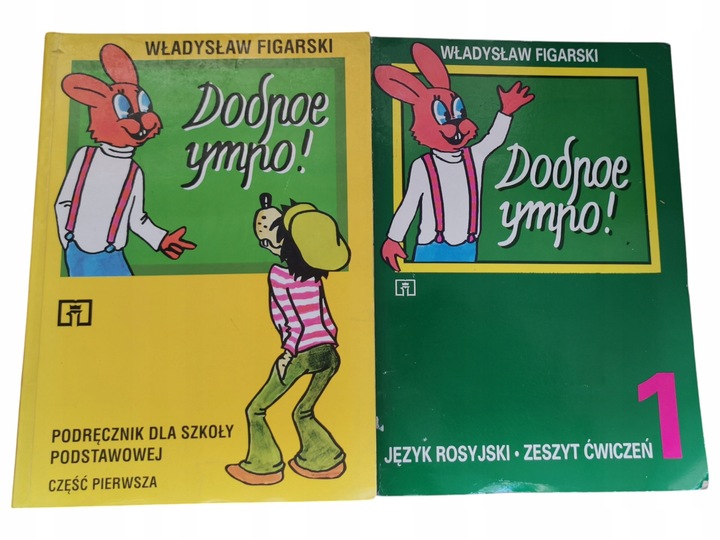 WŁADYSŁAW FIGARSKI
Доброе
утро!
PODRĘCZNIK DLA SZKOŁY
PODSTAWOWEJ
CZĘŚĆ PIERWSZA
WŁADYSŁAW FIGARSKI
Доброе
утро!
1
JĘZYK ROSYJSKI • ZESZYT ĆWICZEŃ